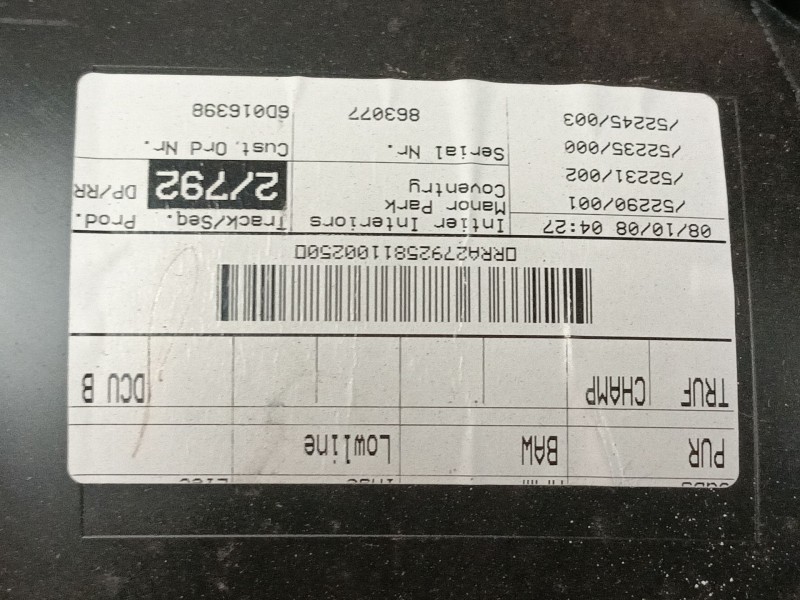 PUR BAW Lowline
TRUF CHAMP DCU B
▯RRA2792581100250▯
08/10/08 04:27 Intier Interiors Track/Seq. Prod.
/52290/001 Manor Park
/52231/002 Coventry 2/792 DP/RR
/52235/000 Serial Nr. Cust. Ord Nr.
/52245/003 863077 6D016398